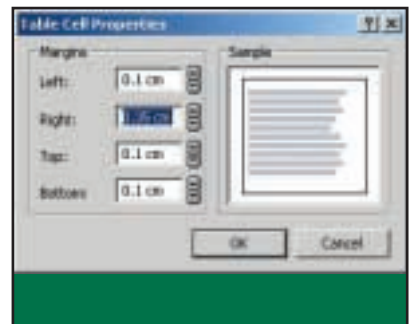 Table Cell Properties
Margins
Sample
Left:
0.1 cm
Right:
Top:
0.1 cm
Bottom:
0.1 cm
OK
Cancel